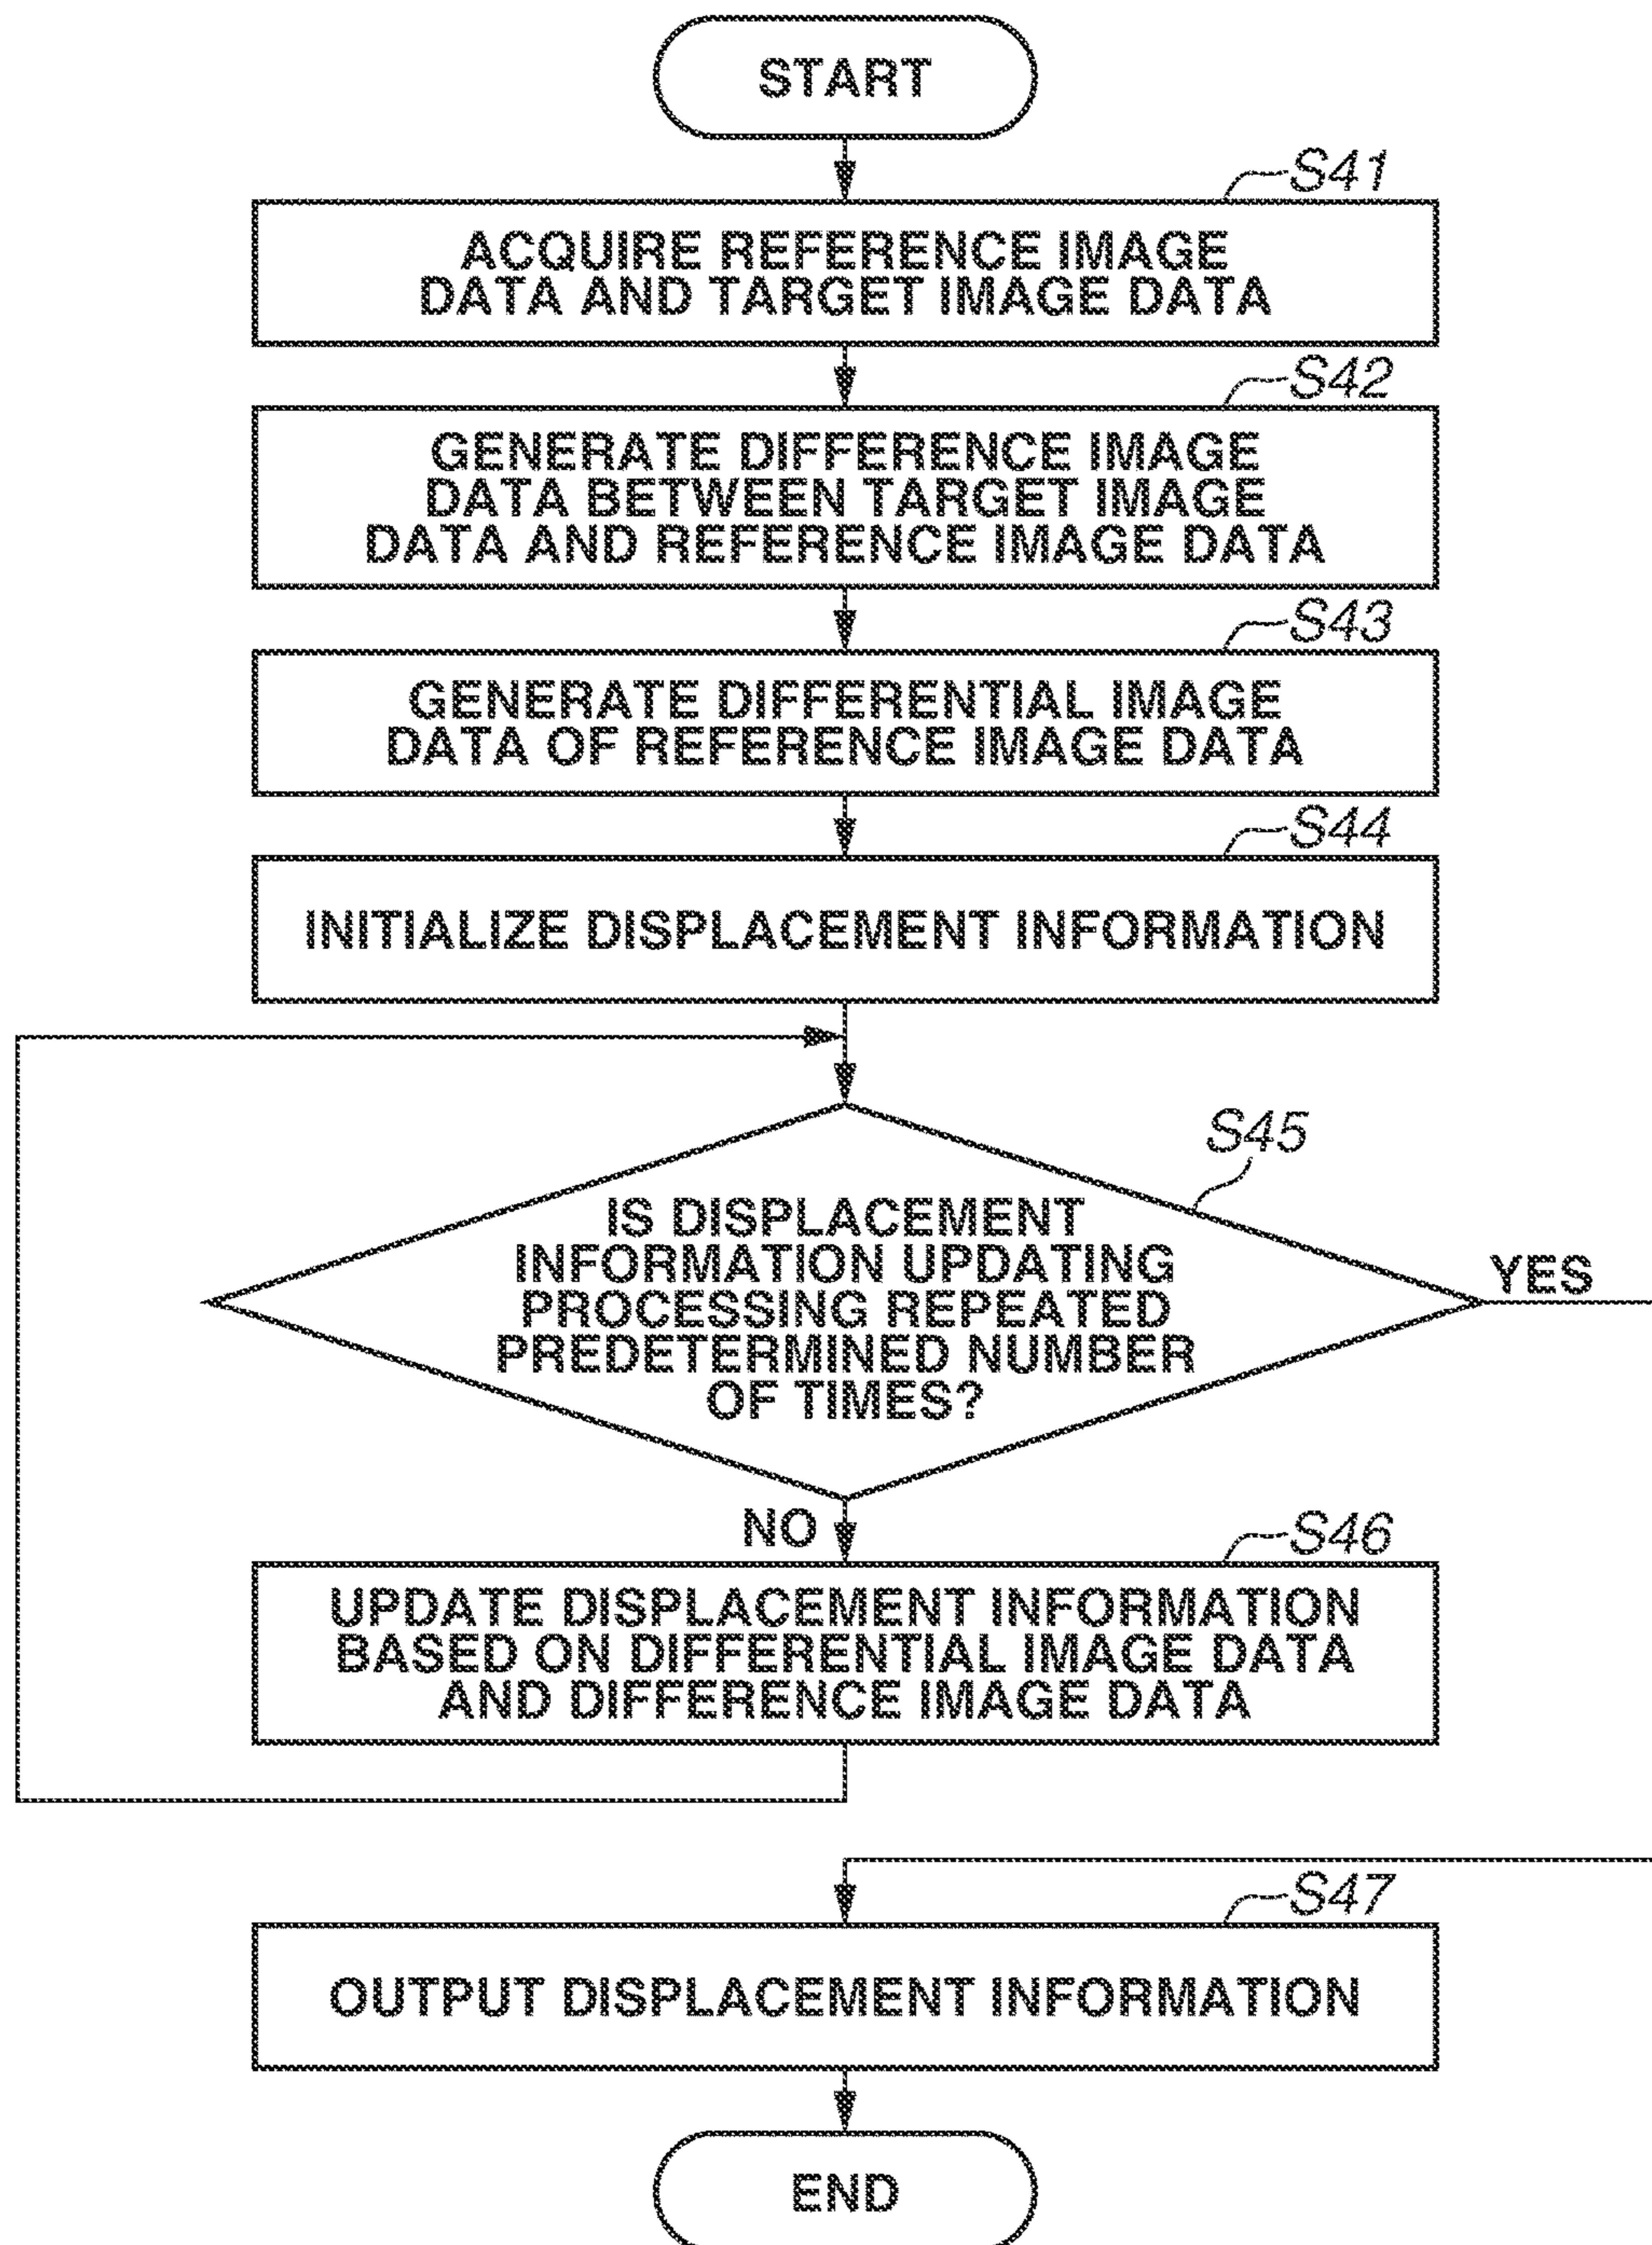 START
S41
ACQUIRE REFERENCE IMAGE
DATA AND TARGET IMAGE DATA
S42
GENERATE DIFFERENCE IMAGE
DATA BETWEEN TARGET IMAGE
DATA AND REFERENCE IMAGE DATA
S43
GENERATE DIFFERENTIAL IMAGE
DATA OF REFERENCE IMAGE DATA
S44
INITIALIZE DISPLACEMENT INFORMATION
S45
IS DISPLACEMENT
INFORMATION UPDATING
PROCESSING REPEATED
PREDETERMINED NUMBER
OF TIMES?
YES
NO
S46
UPDATE DISPLACEMENT INFORMATION
BASED ON DIFFERENTIAL IMAGE DATA
AND DIFFERENCE IMAGE DATA
S47
OUTPUT DISPLACEMENT INFORMATION
END